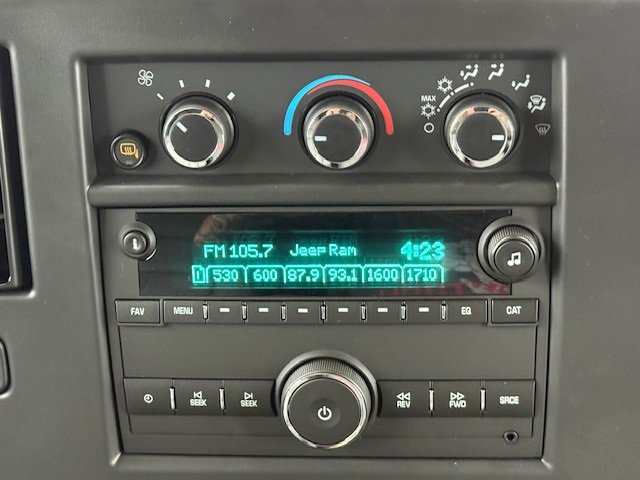 MAX
FM 105.7 Jeep Ram 4:23
1 530 600 87.9 93.1 1600 1710
FAV MENU EQ CAT
SEEK SEEK REV FWD SRCE